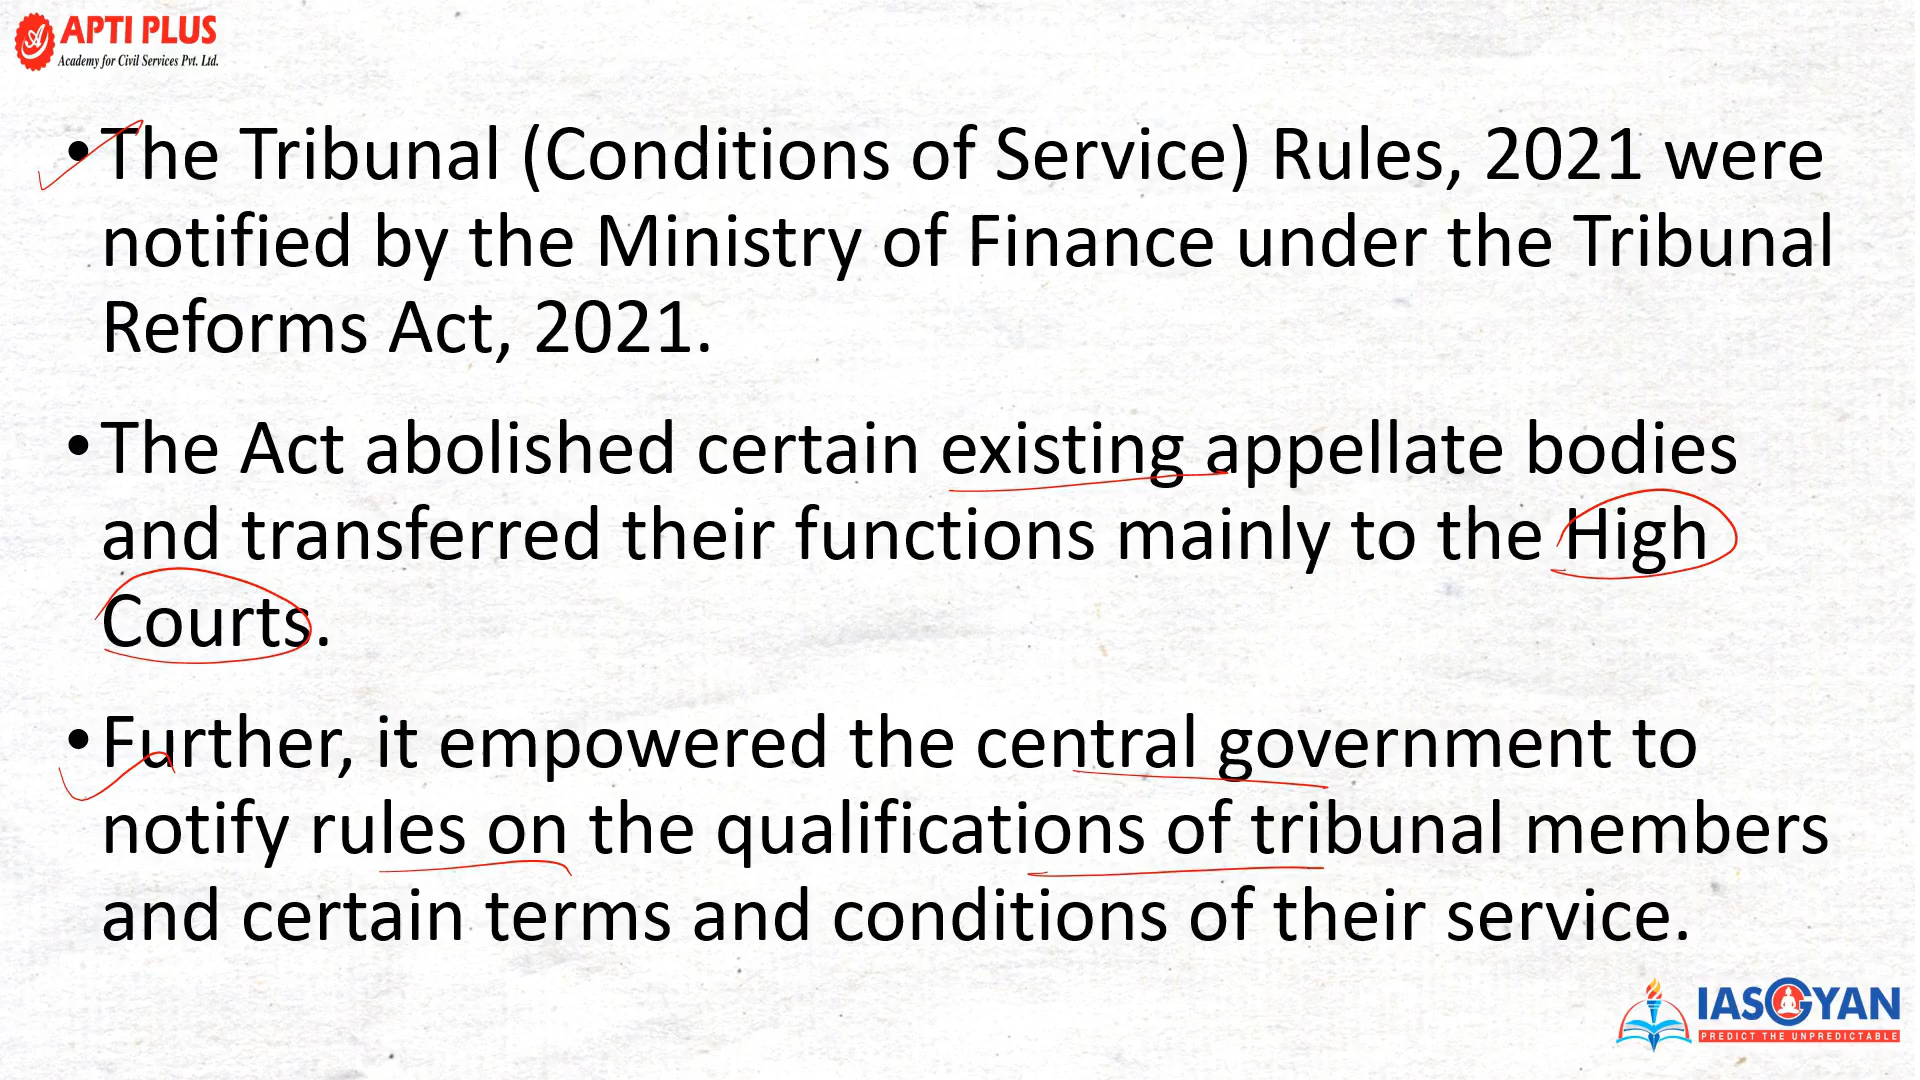 APTI PLUS
Academy for Civil Services Pvt. Ltd.
• The Tribunal (Conditions of Service) Rules, 2021 were
notified by the Ministry of Finance under the Tribunal
Reforms Act, 2021.
• The Act abolished certain existing appellate bodies
and transferred their functions mainly to the High
Courts.
• Further, it empowered the central government to
notify rules on the qualifications of tribunal members
and certain terms and conditions of their service.
IASGYAN
PREDICT THE UNPREDICTABLE